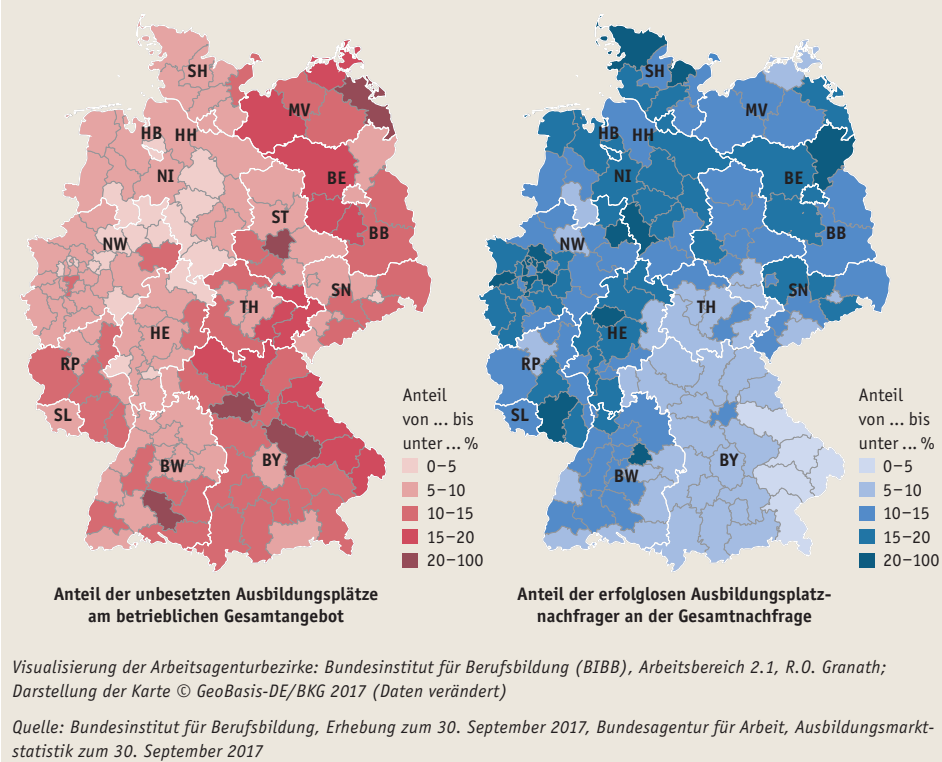 SH
MV
HB
HH
NI
BE
ST
BB
NW
TH
SN
HE
RP
SL
BW
BY
Anteil
von ... bis
unter ... %
0–5
5–10
10–15
15–20
20–100
Anteil der unbesetzten Ausbildungsplätze
am betrieblichen Gesamtangebot
SH
MV
HB
HH
NI
BE
BB
NW
TH
SN
HE
RP
SL
BW
BY
Anteil
von ... bis
unter ... %
0–5
5–10
10–15
15–20
20–100
Anteil der erfolglosen Ausbildungsplatz-
nachfrager an der Gesamtnachfrage
Visualisierung der Arbeitsagenturbezirke: Bundesinstitut für Berufsbildung (BIBB), Arbeitsbereich 2.1, R.O. Granath;
Darstellung der Karte © GeoBasis-DE/BKG 2017 (Daten verändert)
Quelle: Bundesinstitut für Berufsbildung, Erhebung zum 30. September 2017, Bundesagentur für Arbeit, Ausbildungsmarkt-
statistik zum 30. September 2017